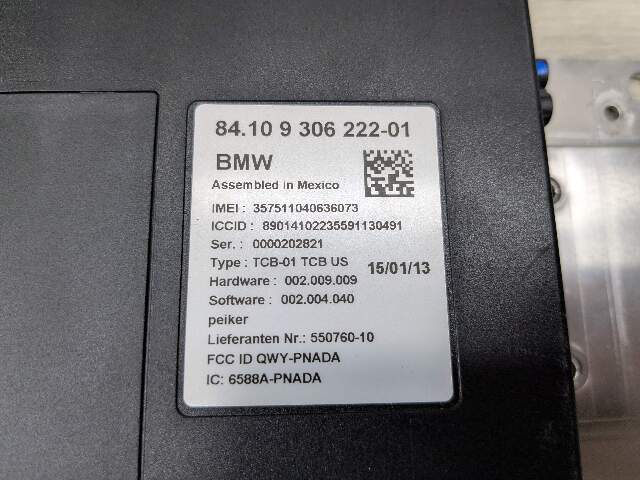 84.10 9 306 222-01
BMW
Assembled in Mexico
IMEI : 357511040636073
ICCID : 89014102235591130491
Ser. : 0000202821
Type : TCB-01 TCB US 15/01/13
Hardware : 002.009.009
Software : 002.004.040
peiker
Lieferanten Nr.: 550760-10
FCC ID QWY-PNADA
IC: 6588A-PNADA